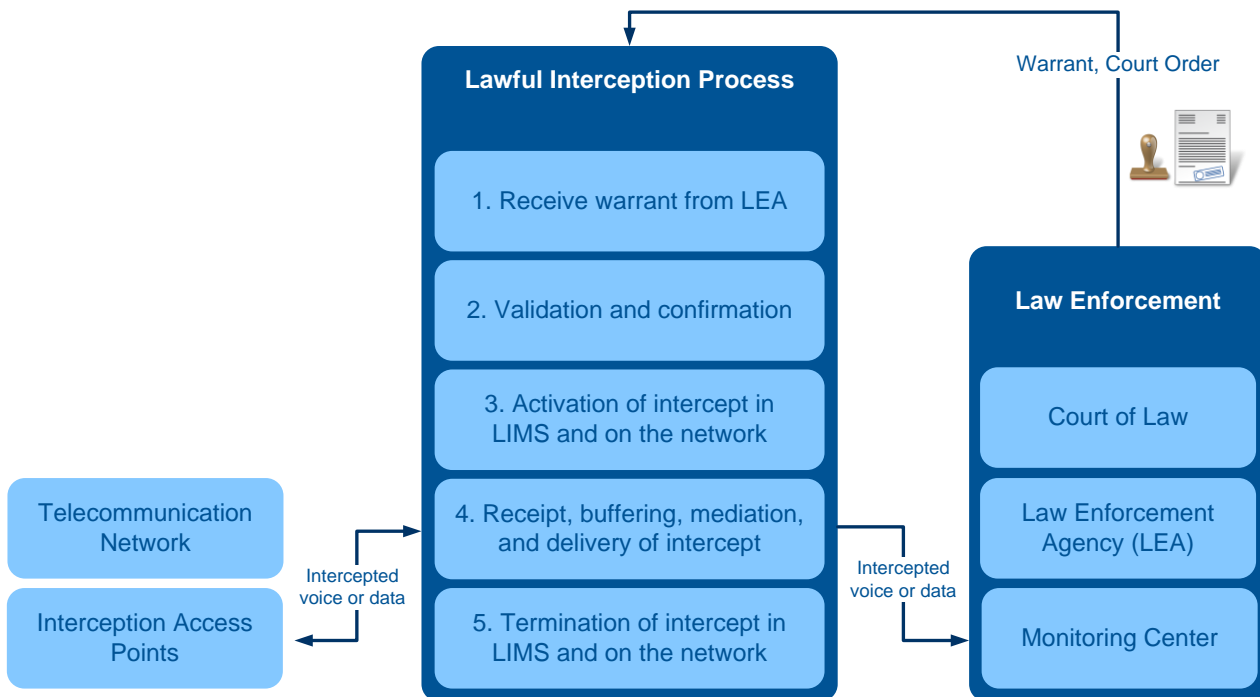 Warrant, Court Order
Lawful Interception Process
1. Receive warrant from LEA
2. Validation and confirmation
3. Activation of intercept in
LIMS and on the network
4. Receipt, buffering, mediation,
and delivery of intercept
5. Termination of intercept in
LIMS and on the network
Telecommunication
Network
Interception Access
Points
Intercepted
voice or data
Intercepted
voice or data
Law Enforcement
Court of Law
Law Enforcement
Agency (LEA)
Monitoring Center